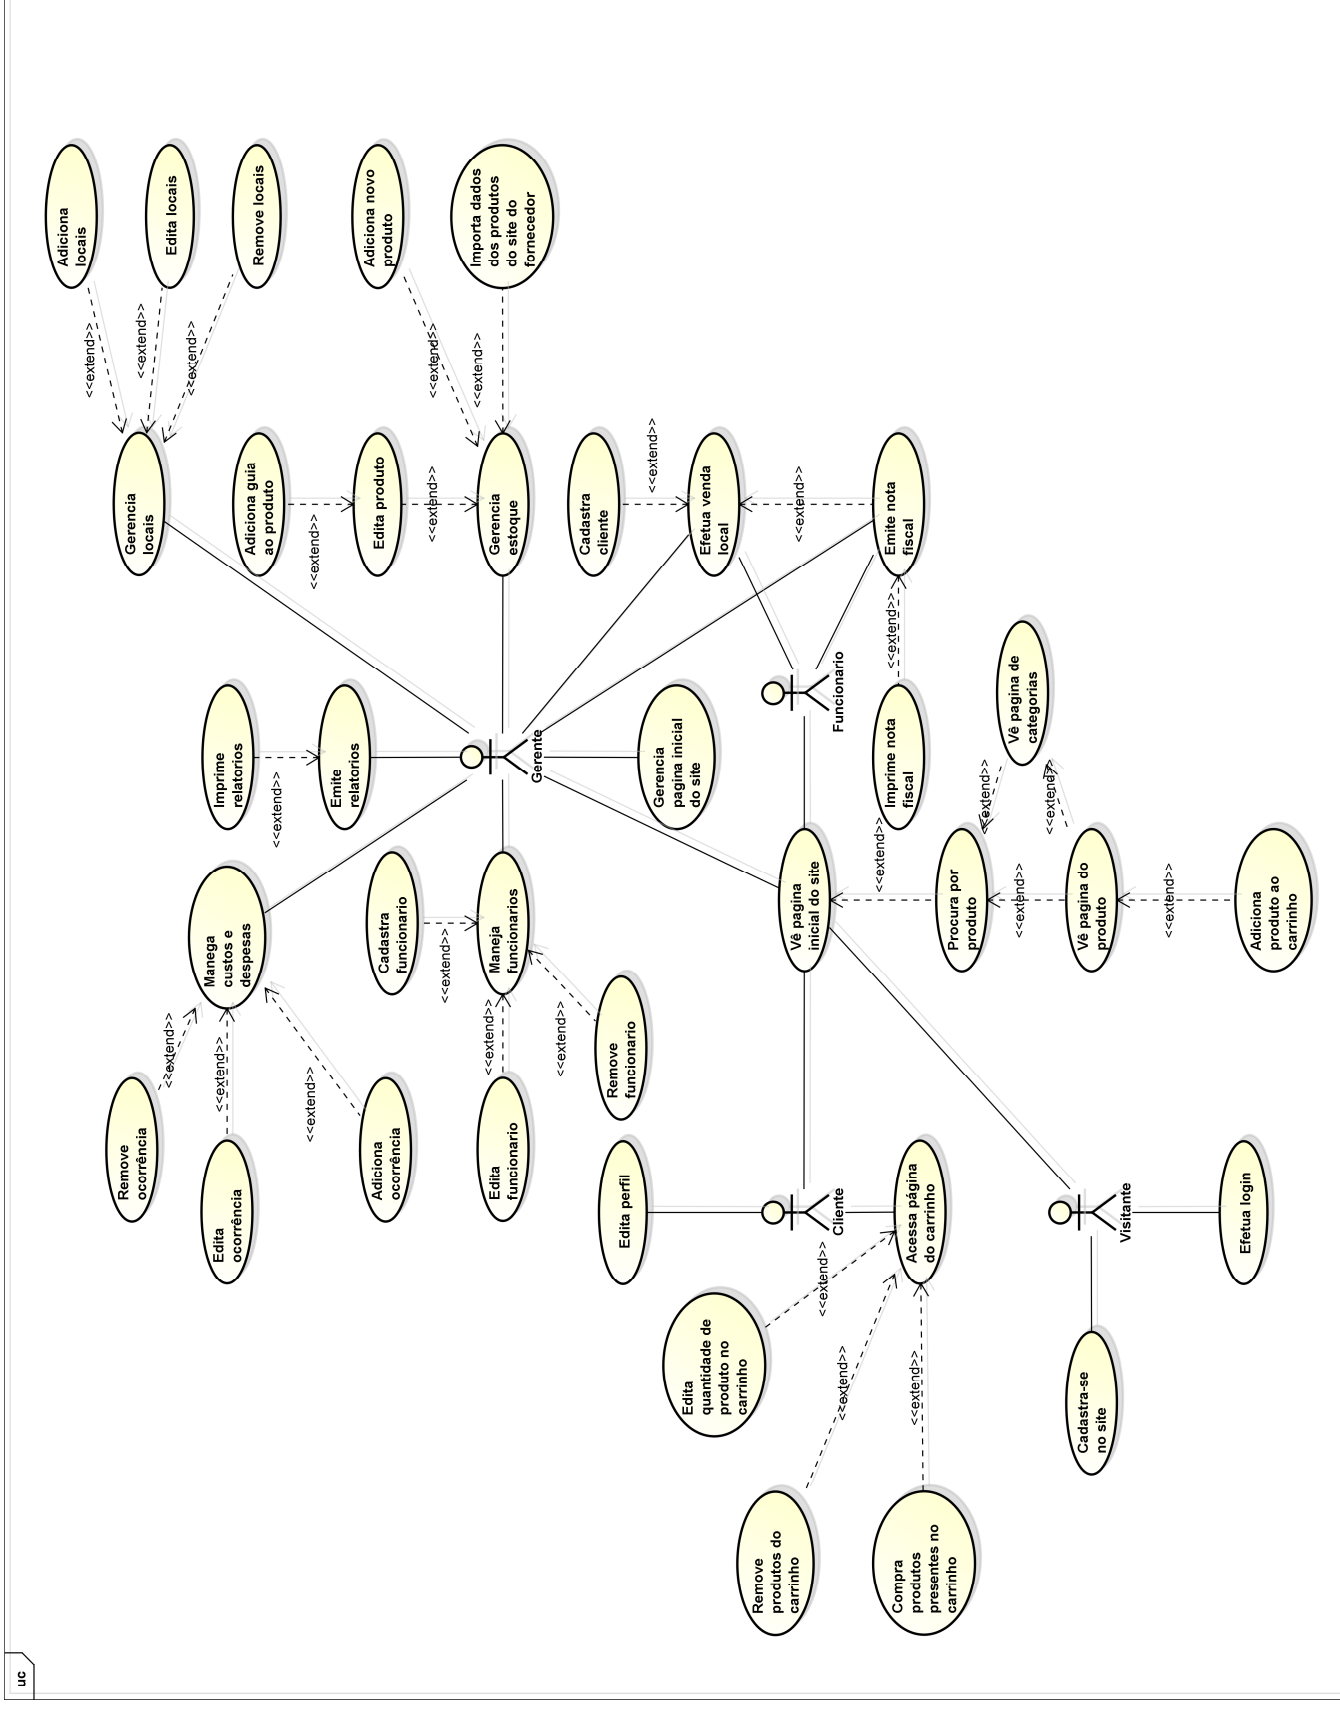 uc
Adiciona
locais
Edita locais
Remove locais
<<extend>>
<<extend>>
<<extend>>
Gerencia
locais
Adiciona novo
produto
Importa dados
dos produtos
do site do
fornecedor
<<extend>>
<<extend>>
Adiciona guia
ao produto
<<extend>>
Edita produto
<<extend>>
Gerencia
estoque
Cadastra
cliente
<<extend>>
Efetua venda
local
<<extend>>
Emite nota
fiscal
<<extend>>
Imprime nota
fiscal
Imprime
relatorios
<<extend>>
Emite
relatorios
Gerente
Gerencia
pagina inicial
do site
Funcionario
Vê pagina de
categorias
<<extend>>
<<extend>>
Manega
custos e
despesas
<<extend>>
<<extend>>
<<extend>>
Remove
ocorrência
Edita
ocorrência
Adiciona
ocorrência
Cadastra
funcionario
<<extend>>
Maneja
funcionarios
<<extend>>
<<extend>>
Edita
funcionario
Remove
funcionario
Vê pagina
inicial do site
<<extend>>
Procura por
produto
<<extend>>
Vê pagina do
produto
<<extend>>
Adiciona
produto ao
carrinho
Edita perfil
Cliente
Acessa página
do carrinho
<<extend>>
<<extend>>
<<extend>>
Edita
quantidade de
produto no
carrinho
Remove
produtos do
carrinho
Compra
produtos
presentes no
carrinho
Visitante
Efetua login
Cadastra-se
no site